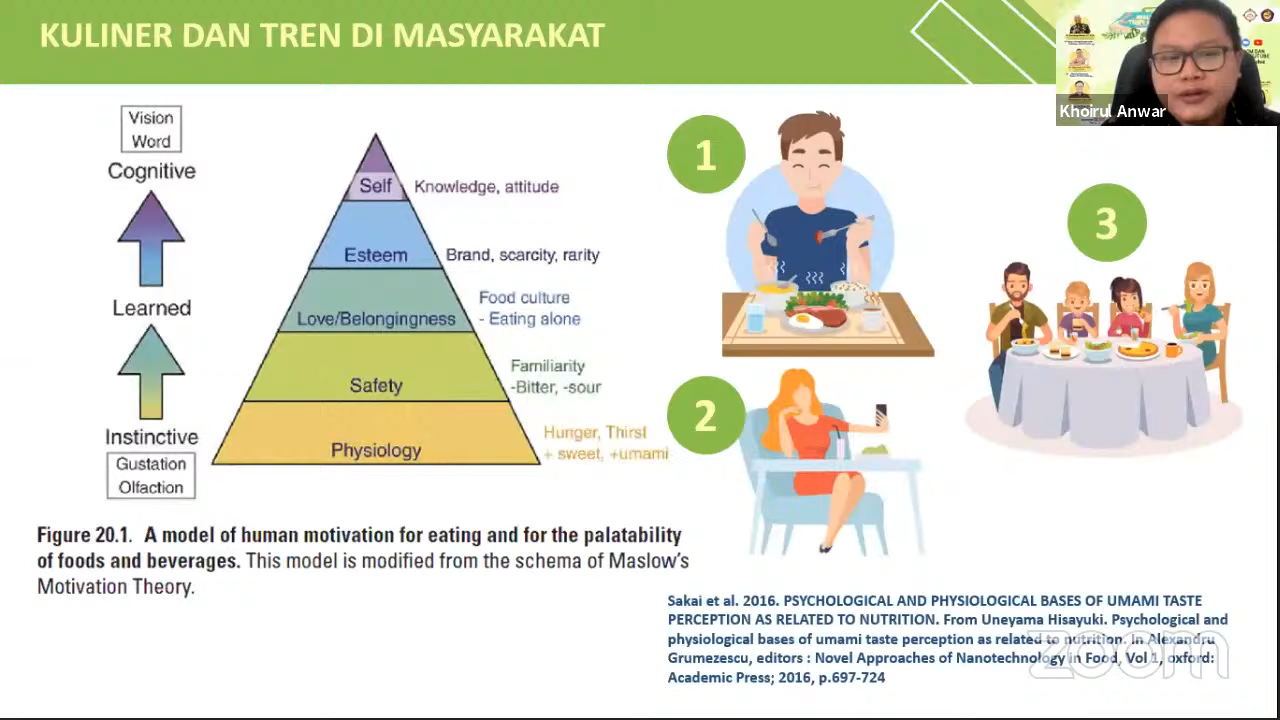 KULINER DAN TREN DI MASYARAKAT
Khoirul Anwar
Vision
Word
Cognitive
Learned
Instinctive
Gustation
Olfaction
Self
Knowledge, attitude
Esteem
Brand, scarcity, rarity
Love/Belongingness
Food culture
- Eating alone
Safety
Familiarity
-Bitter, -sour
Physiology
Hunger, Thirst
+ sweet, +umami
1
2
3
Figure 20.1. A model of human motivation for eating and for the palatability
of foods and beverages. This model is modified from the schema of Maslow's
Motivation Theory.
Sakai et al. 2016. PSYCHOLOGICAL AND PHYSIOLOGICAL BASES OF UMAMI TASTE
PERCEPTION AS RELATED TO NUTRITION. From Uneyama Hisayuki. Psychological and
physiological bases of umami taste perception as related to nutrition. In Alexandru
Grumezescu, editors : Novel Approaches of Nanotechnology in Food, Vol 1, oxford:
Academic Press; 2016, p.697-724
zoom